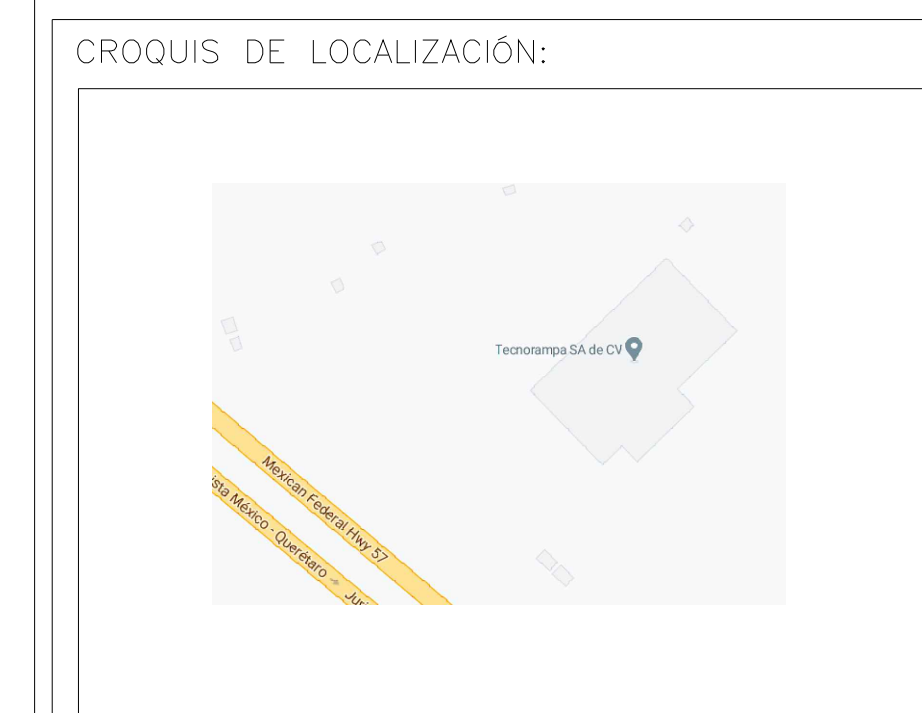 CROQUIS DE LOCALIZACIÓN:
Tecnorampa SA de CV
Mexican Federal Hwy 57
ista México - Querétaro